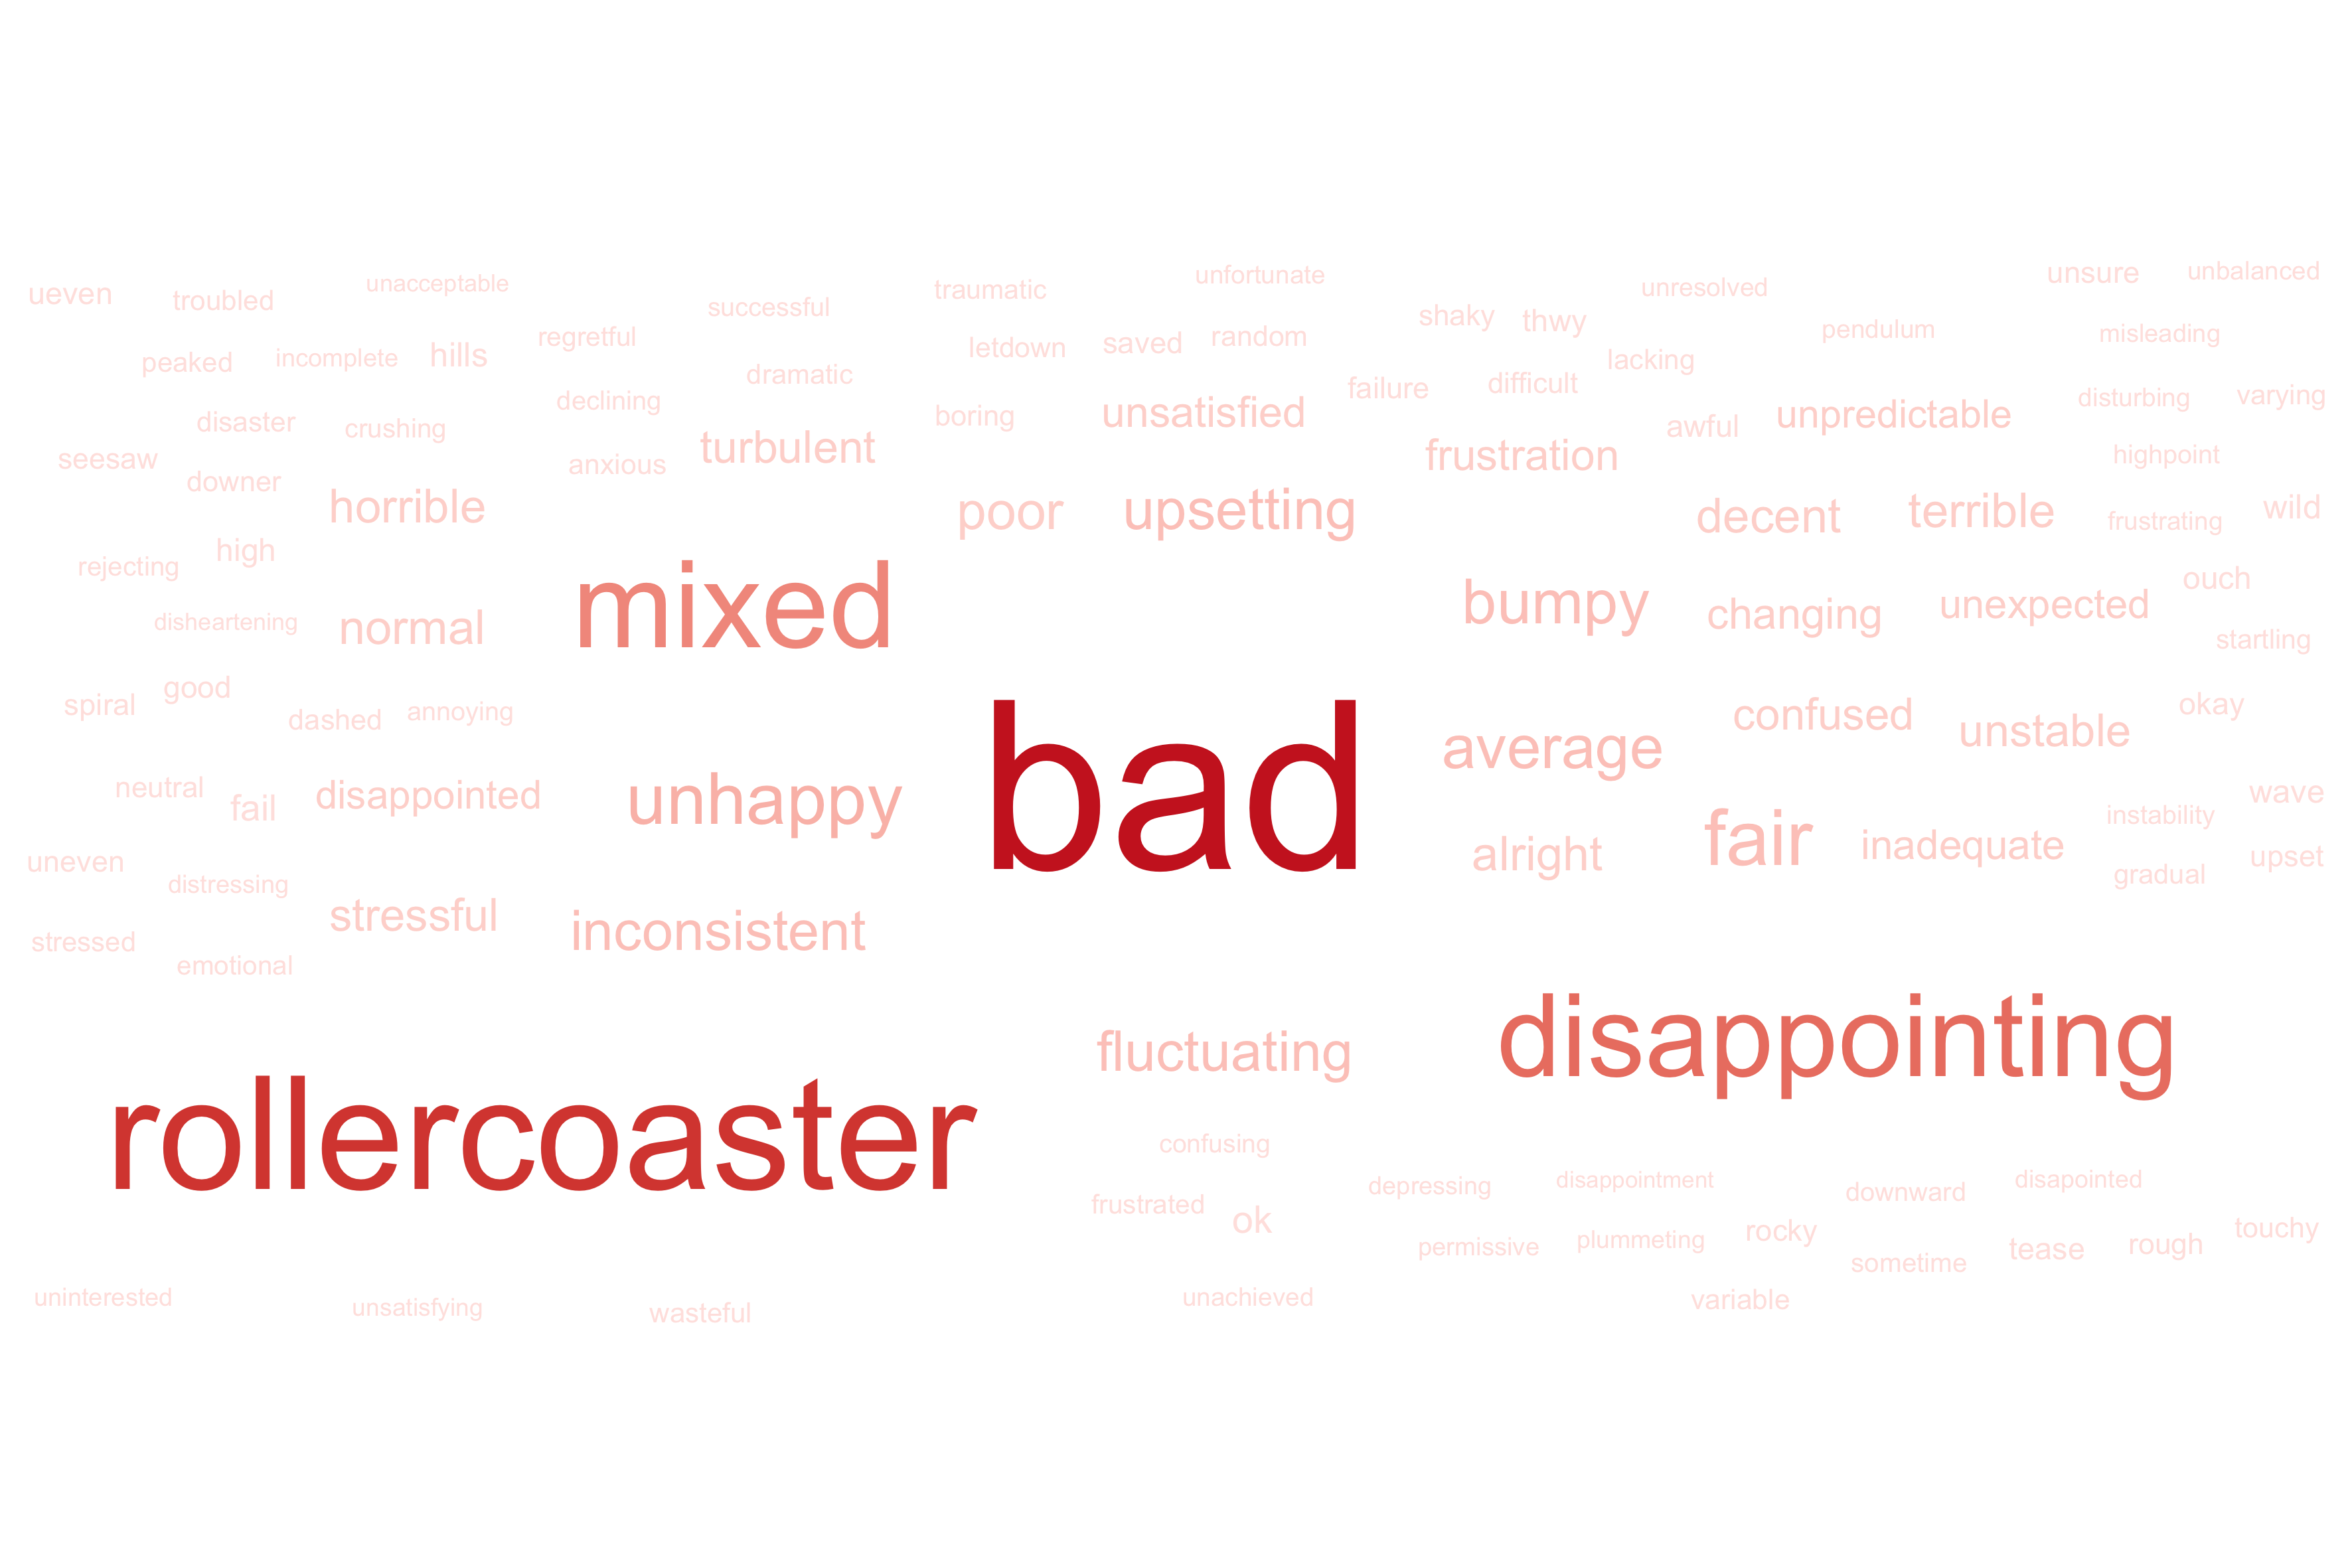 unfortunate
unsure
unbalanced
unacceptable
traumatic
unresolved
ueven
troubled
successful
shaky
thwy
pendulum
misleading
regretful
letdown
saved
random
peaked
incomplete
hills
lacking
dramatic
failure
difficult
disturbing
varying
declining
disaster
crushing
boring
unsatisfied
awful
unpredictable
seesaw
anxious
turbulent
frustration
highpoint
downer
horrible
poor
upsetting
decent
terrible
frustrating
wild
rejecting
high
mixed
bumpy
changing
unexpected
ouch
disheartening
normal
startling
spiral
good
dashed
annoying
bad
average
confused
unstable
okay
neutral
fail
disappointed
unhappy
alright
fair
inadequate
instability
wave
uneven
distressing
gradual
upset
stressed
stressful
inconsistent
emotional
fluctuating
disappointing
rollercoaster
confusing
frustrated
ok
depressing
disappointment
downward
disapointed
permissive
plummeting
rocky
sometime
tease
rough
touchy
uninterested
unsatisfying
wasteful
unachieved
variable